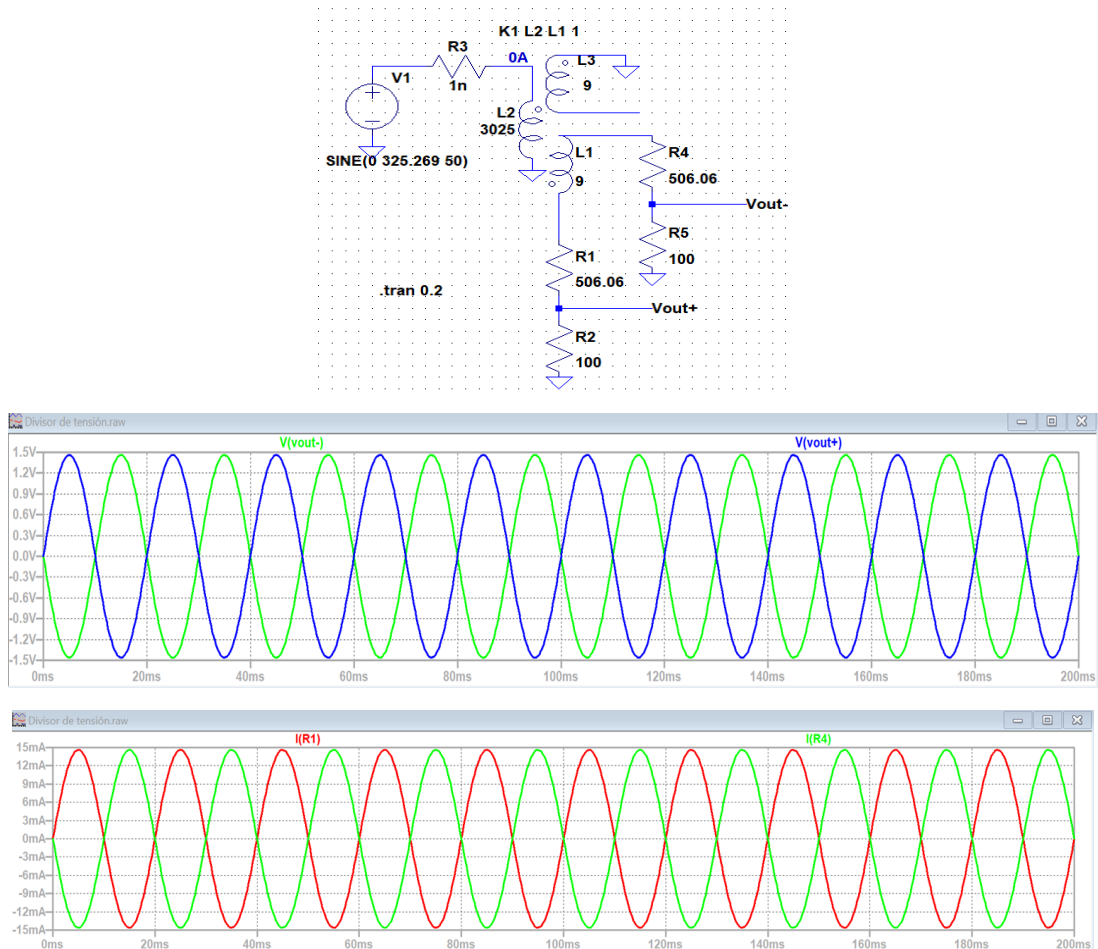 K1 L2 L1 1
R3
0A
L3
V1
1n
9
L2
3025
L1
R4
SINE(0 325.269 50)
9
506.06
Vout-
R5
R1
100
506.06
.tran 0.2
Vout+
R2
100
Divisor de tensión.raw
V(vout-) V(vout+)
1.5V
1.2V
0.9V
0.6V
0.3V
0.0V
-0.3V
-0.6V
-0.9V
-1.2V
-1.5V
0ms 20ms 40ms 60ms 80ms 100ms 120ms 140ms 160ms 180ms 200ms
Divisor de tensión.raw
I(R1) I(R4)
15mA
12mA
9mA
6mA
3mA
0mA
-3mA
-6mA
-9mA
-12mA
-15mA
0ms 20ms 40ms 60ms 80ms 100ms 120ms 140ms 160ms 180ms 200ms